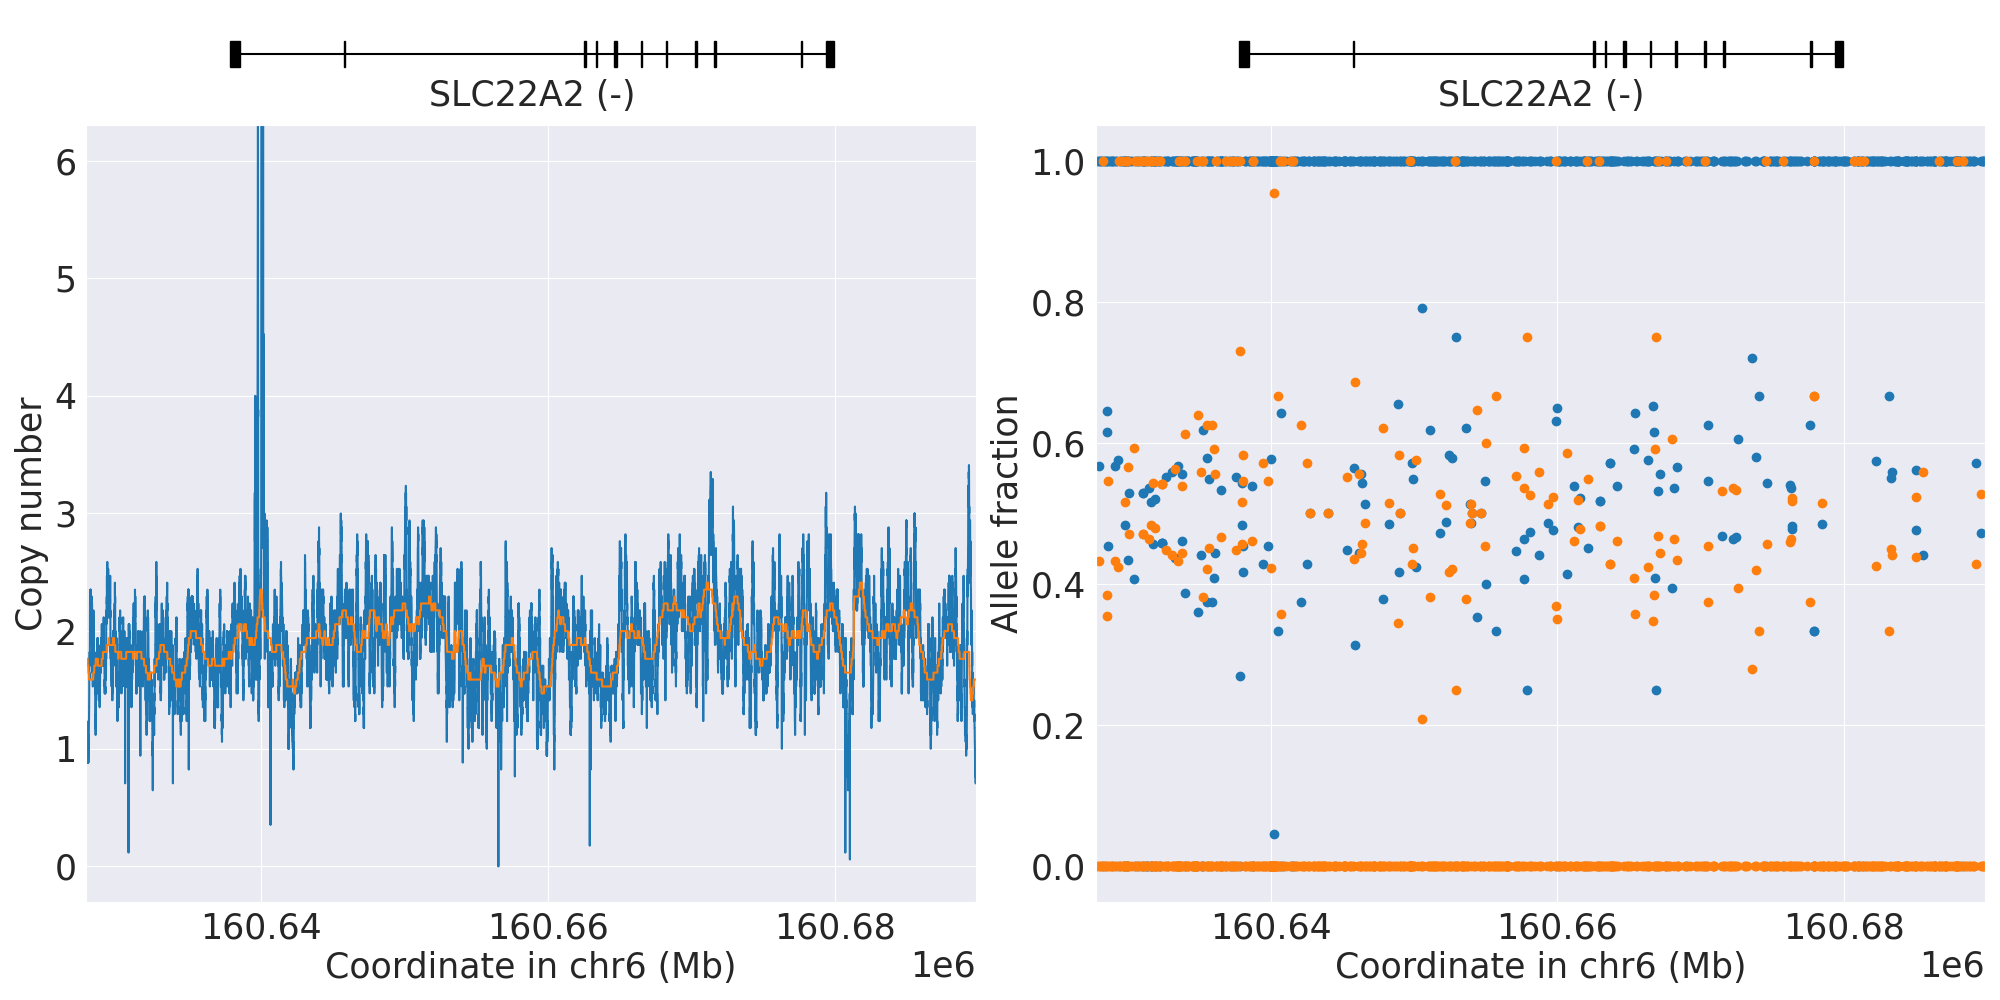 SLC22A2 (-)
6
5
4
3
2
1
0
Copy number
160.64 160.66 160.68
Coordinate in chr6 (Mb) 1e6
SLC22A2 (-)
1.0
0.8
0.6
0.4
0.2
0.0
Allele fraction
160.64 160.66 160.68
Coordinate in chr6 (Mb) 1e6